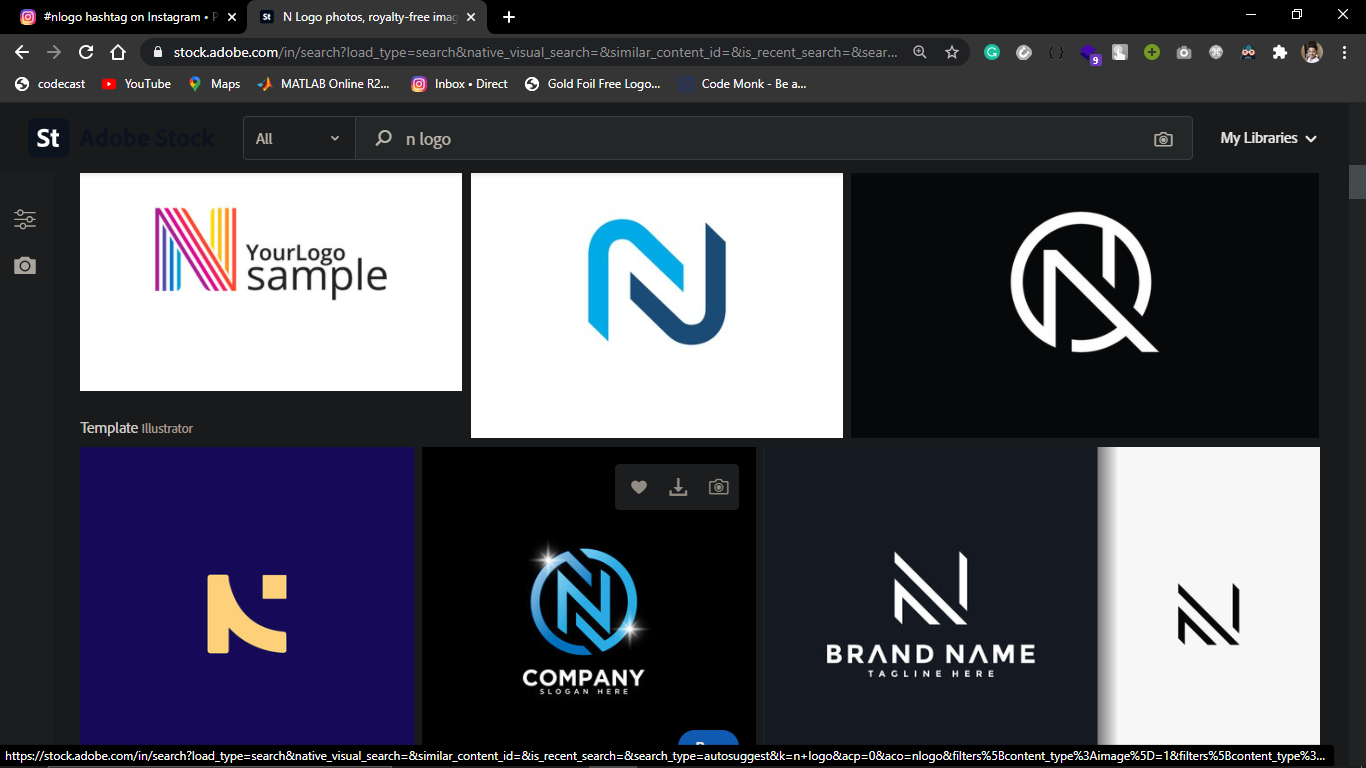 #nlogo hashtag on Instagram • P
St N Logo photos, royalty-free imag
stock.adobe.com/in/search?load_type=search&native_visual_search=&similar_content_id=&is_recent_search=&sear...
9
codecast YouTube Maps MATLAB Online R2... Inbox • Direct Gold Foil Free Logo... Code Monk - Be a...
St Adobe Stock All n logo My Libraries
N YourLogo
sample
N
N
Template Illustrator
N
N
COMPANY
SLOGAN HERE
N
BRAND NAME
TAGLINE HERE
N
https://stock.adobe.com/in/search?load_type=search&native_visual_search=&similar_content_id=&is_recent_search=&search_type=autosuggest&k=n+logo&acp=0&aco=nlogo&filters%5Bcontent_type%3Aimage%5D=1&filters%5Bcontent_type%3...